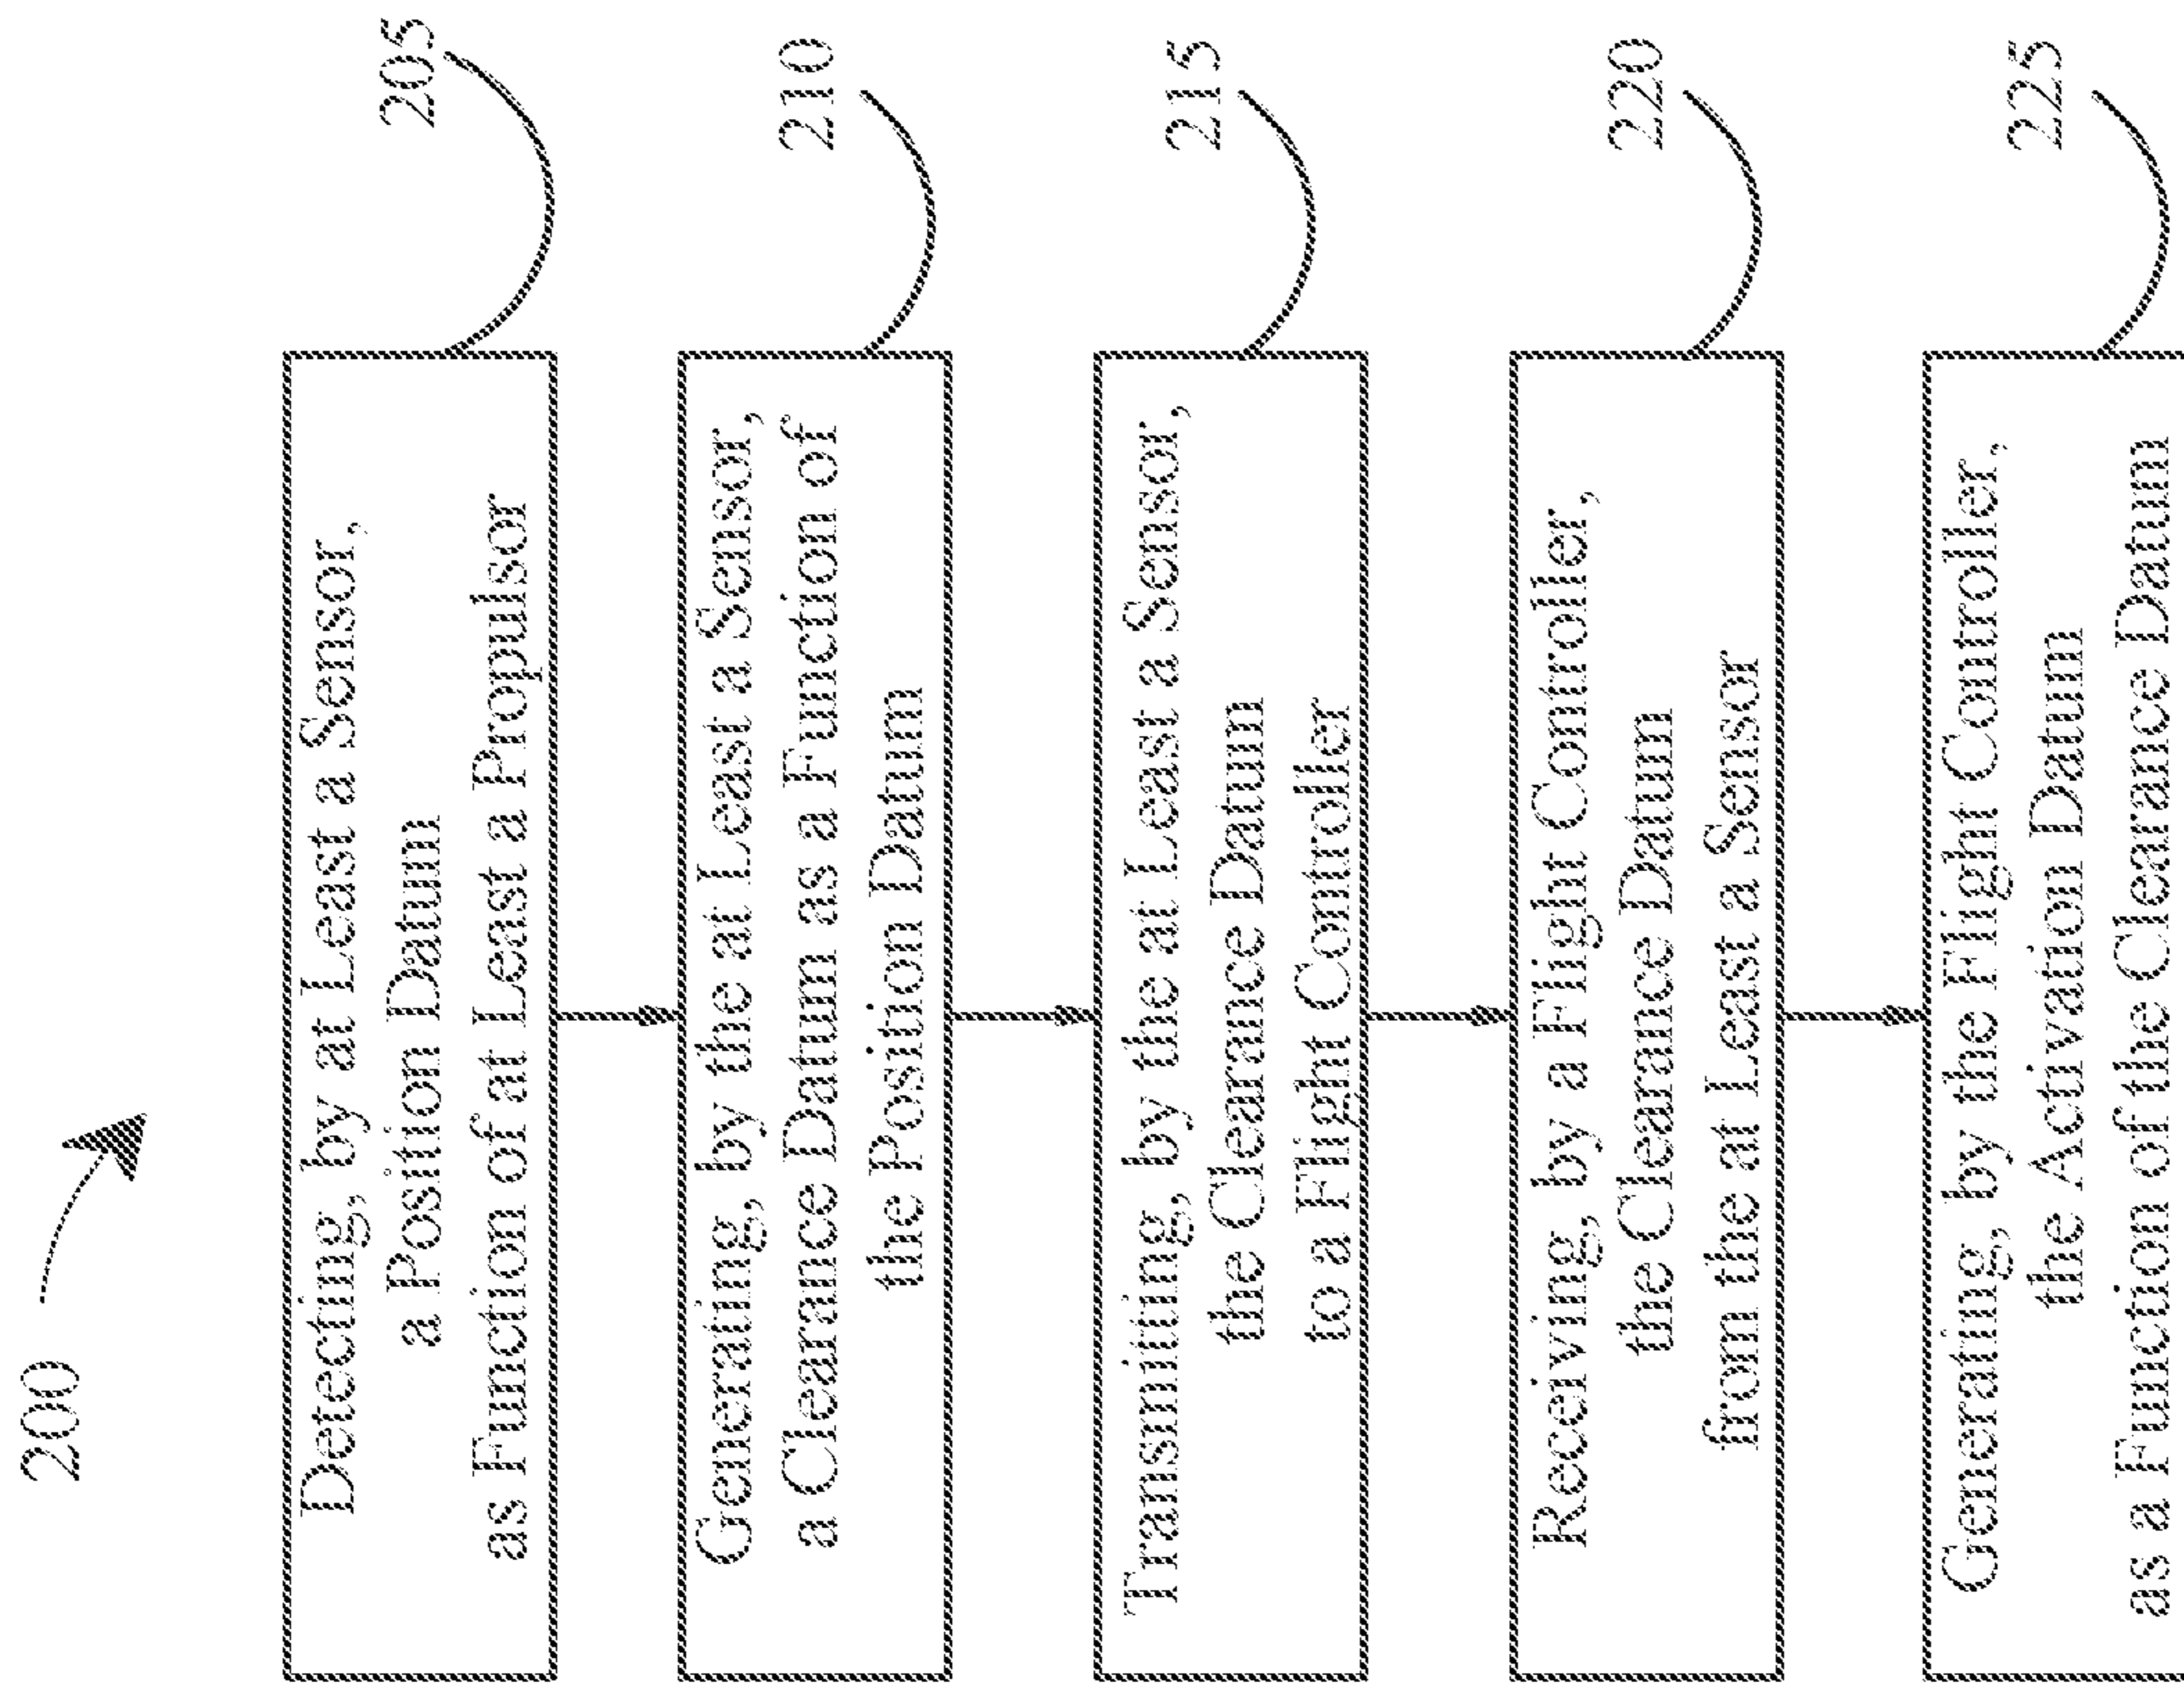 200
Detecting, by at Least a Sensor,
a Position Datum
as Function of at Least a Propulsor
205
Generating, by the at Least a Sensor,
a Clearance Datum as a Function of
the Position Datum
210
Transmitting, by the at Least a Sensor,
the Clearance Datum
to a Flight Controller
215
Receiving, by a Flight Controller,
the Clearance Datum
from the at Least a Sensor
220
Generating, by the Flight Controller,
the Activation Datum
as a Function of the Clearance Datum
225